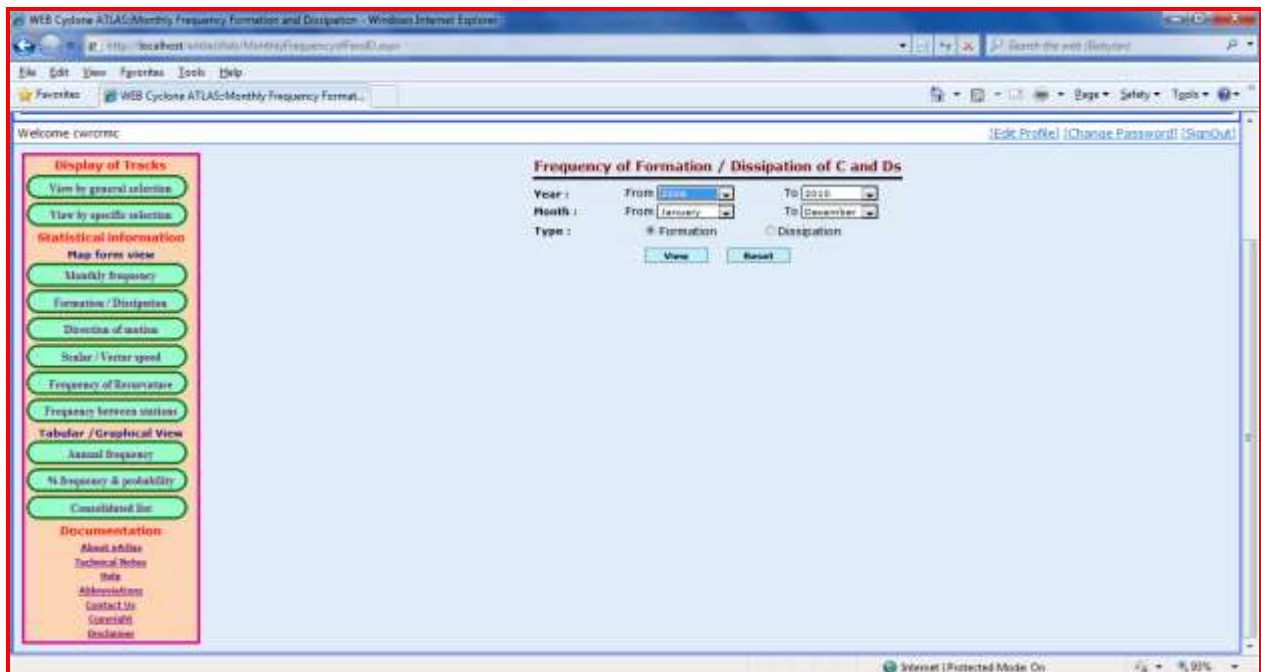 WEB Cyclone ATLAS:Monthly Frequency Formation and Dissipation - Windows Internet Explorer
File Edit View Favorites Tools Help
Favorites WEB Cyclone ATLAS:Monthly Frequency Format...
Page Safety Tools
Welcome cwrcrmc [Edit Profile] [Change Password] [SignOut]
Display of Tracks
View by general selection
View by specific selection
Statistical information
Map form view
Monthly frequency
Formation / Dissipation
Direction of motion
Scalar / Vector speed
Frequency of Recurvature
Frequency between stations
Tabular /Graphical View
Annual frequency
% frequency & probability
Consolidated list
Documentation
About eAtlas
Technical Notes
Help
Abbreviations
Contact Us
Copyright
Disclaimer
Frequency of Formation / Dissipation of C and Ds
Year : From To 2010
Month : From January To December
Type : Formation Dissipation
View Reset
Internet | Protected Mode: On 93%